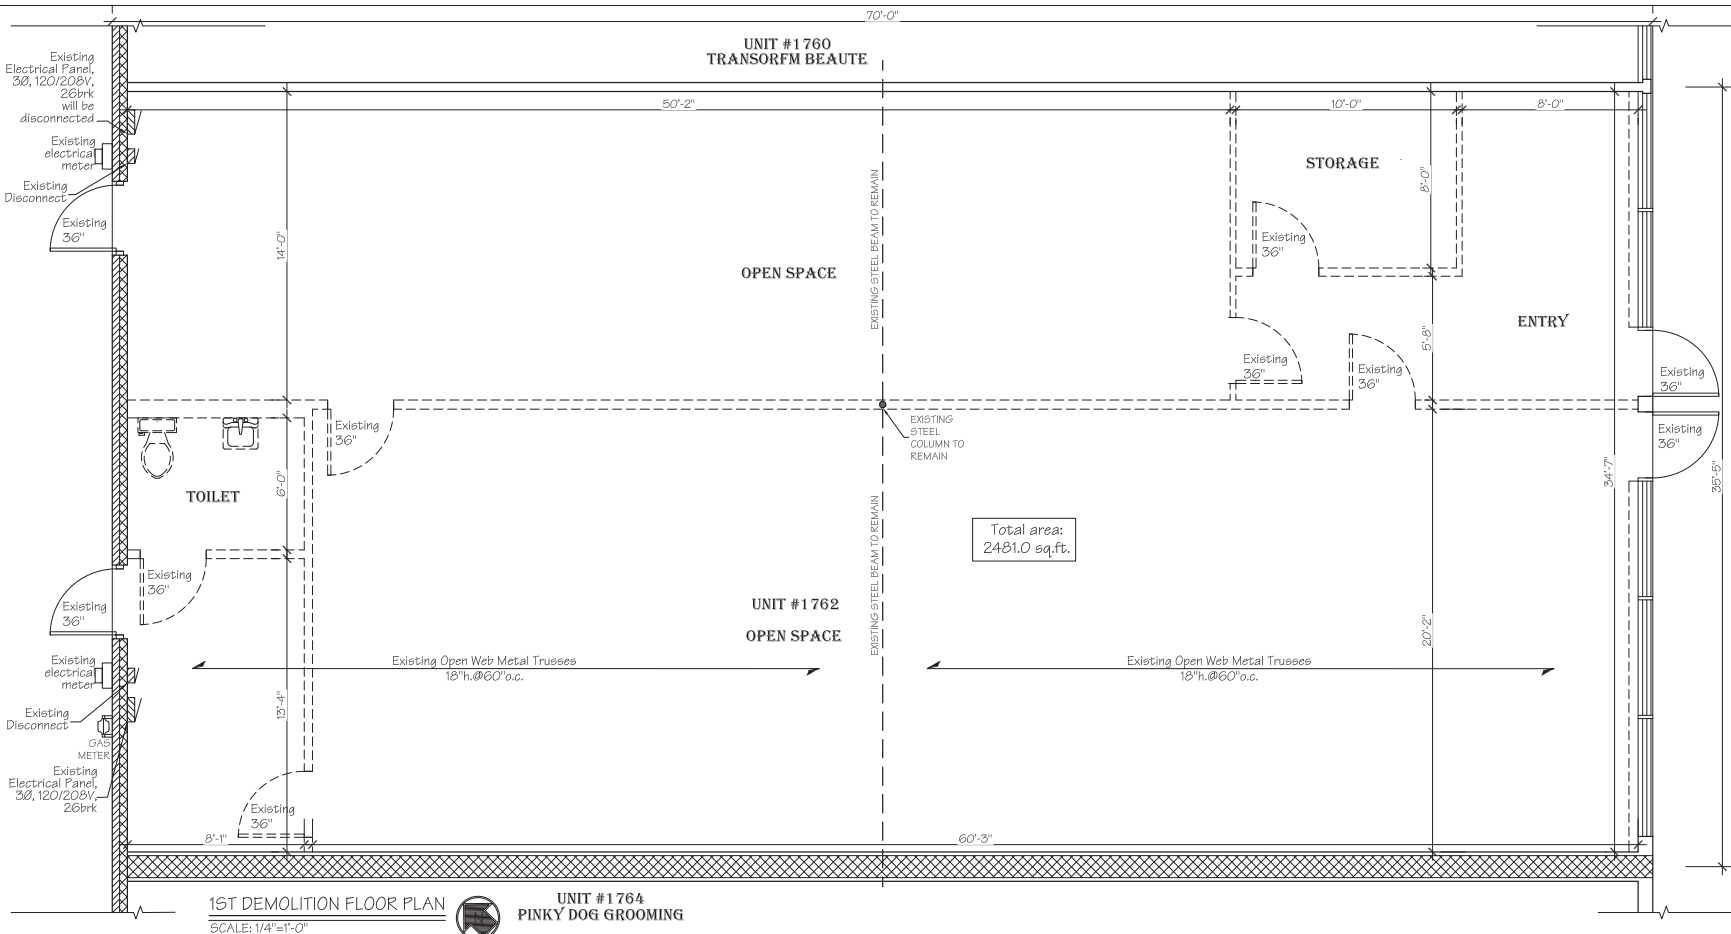 70'-0"
UNIT #1760
TRANSORFM BEAUTE
Existing
Electrical Panel,
3Ø, 120/208V,
26brk
will be
disconnected
50'-2"
10'-0"
8'-0"
Existing
electrical
meter
Existing
Disconnect
STORAGE
8'-0"
EXISTING STEEL BEAM TO REMAIN
Existing
36"
14'-0"
Existing
36"
OPEN SPACE
ENTRY
5'-8"
Existing
36"
Existing
36"
Existing
36"
Existing
36"
EXISTING
STEEL
COLUMN TO
REMAIN
Existing
36"
TOILET
6'-0"
34'-7"
35'-5"
EXISTING STEEL BEAM TO REMAIN
Total area:
2481.0 sq.ft.
Existing
36"
Existing
36"
UNIT #1762
OPEN SPACE
20'-2"
Existing
electrical
meter
Existing Open Web Metal Trusses
18"h.@60"o.c.
Existing Open Web Metal Trusses
18"h.@60"o.c.
Existing
Disconnect
13'-4"
GAS
METER
Existing
Electrical Panel,
3Ø, 120/208V,
26brk
Existing
36"
8'-1"
60'-3"
1ST DEMOLITION FLOOR PLAN
SCALE: 1/4"=1'-0"
N
UNIT #1764
PINKY DOG GROOMING